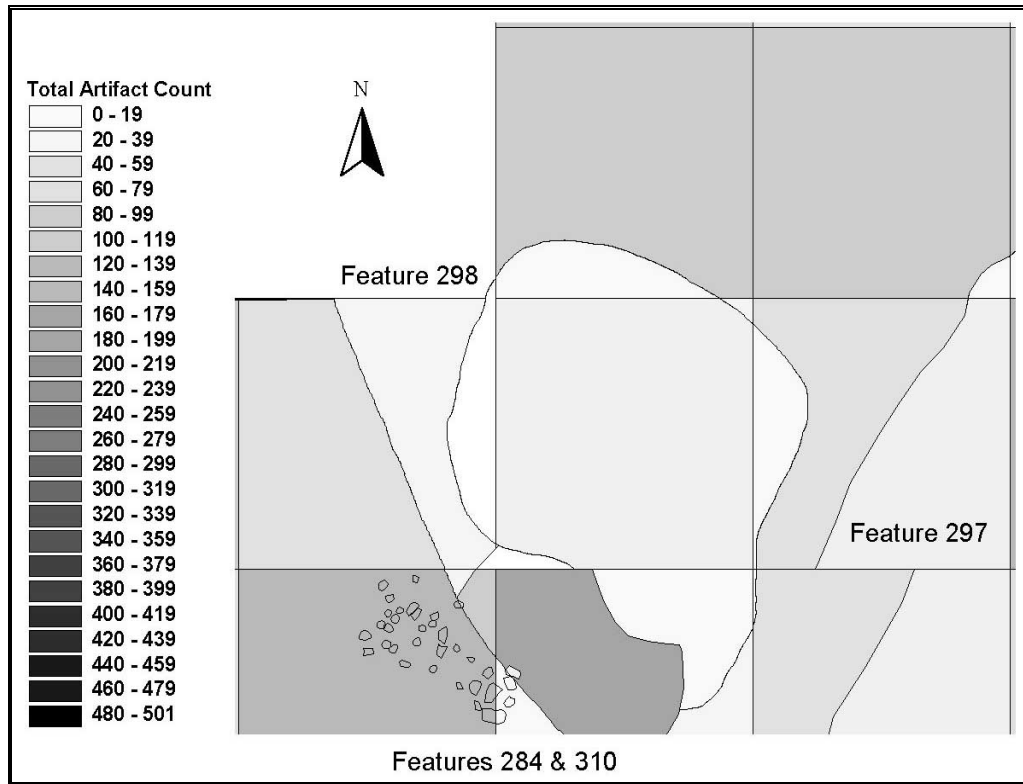 Total Artifact Count
0 - 19
20 - 39
40 - 59
60 - 79
80 - 99
100 - 119
120 - 139
140 - 159
160 - 179
180 - 199
200 - 219
220 - 239
240 - 259
260 - 279
280 - 299
300 - 319
320 - 339
340 - 359
360 - 379
380 - 399
400 - 419
420 - 439
440 - 459
460 - 479
480 - 501
N
Feature 298
Feature 297
Features 284 & 310